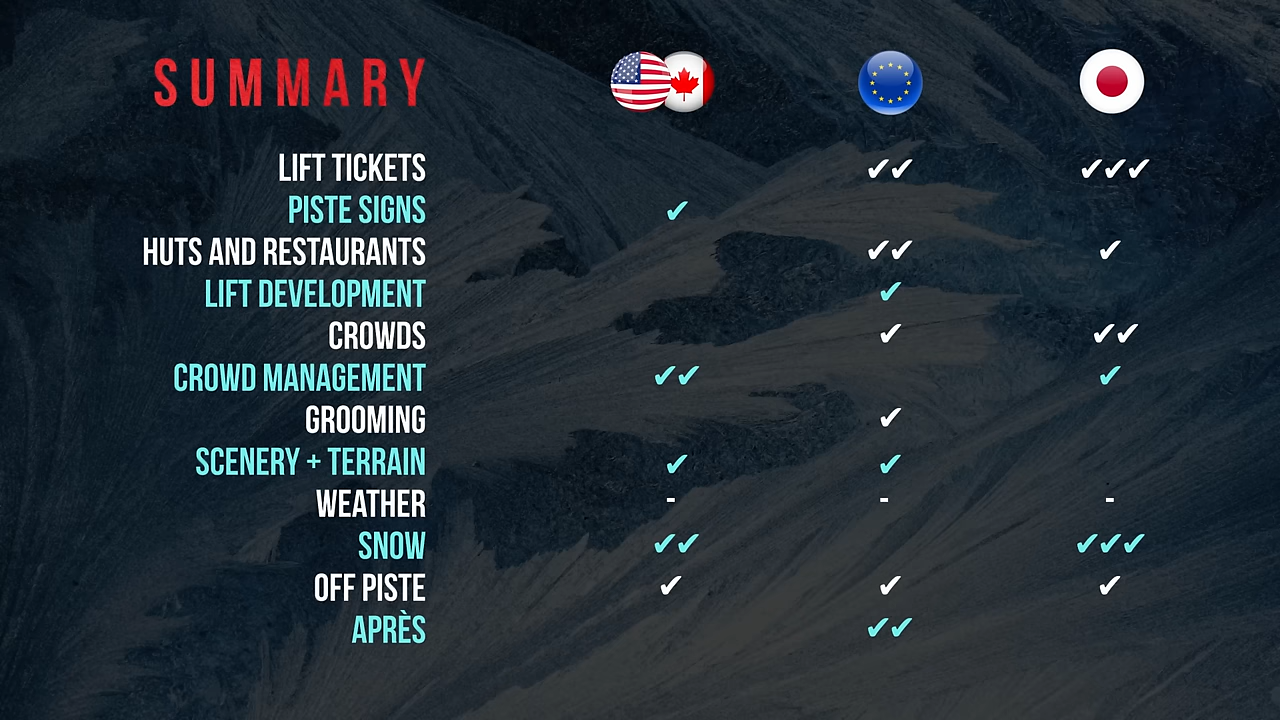 SUMMARY
LIFT TICKETS ✔✔ ✔✔✔
PISTE SIGNS ✔
HUTS AND RESTAURANTS ✔✔ ✔
LIFT DEVELOPMENT ✔
CROWDS ✔ ✔✔
CROWD MANAGEMENT ✔✔ ✔
GROOMING ✔
SCENERY + TERRAIN ✔ ✔
WEATHER - - -
SNOW ✔✔ ✔✔✔
OFF PISTE ✔ ✔ ✔
APRÈS ✔✔